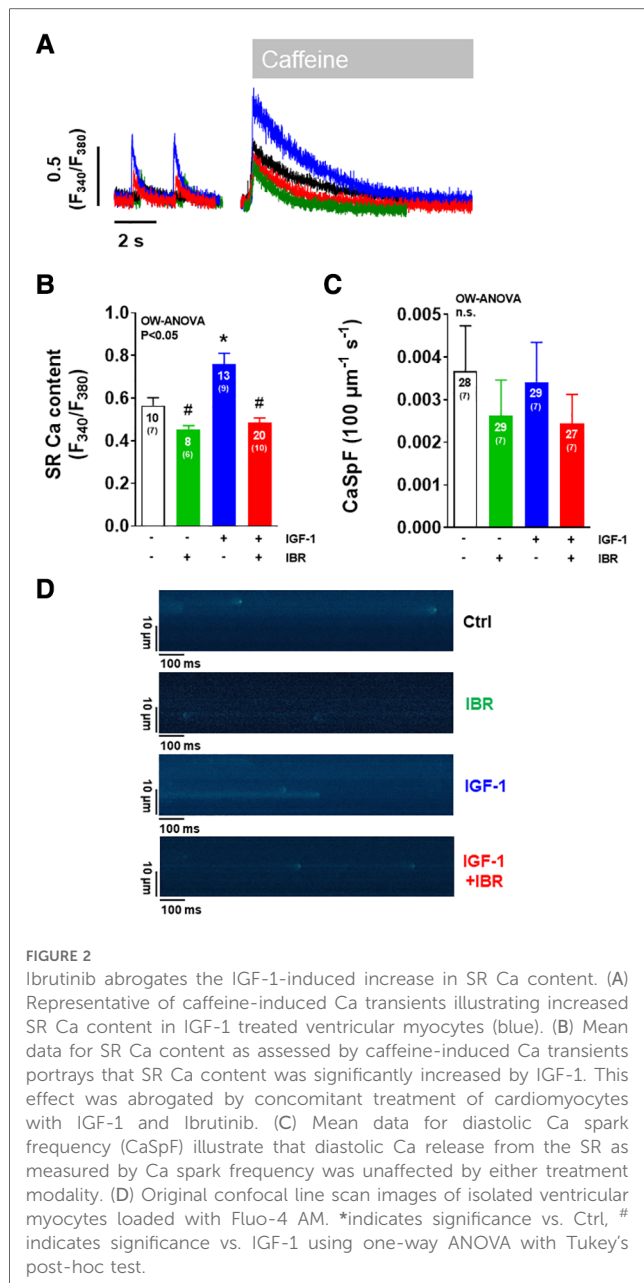 A
Caffeine
0.5
(F340/F380)
2 s
B
OW-ANOVA
P<0.05
SR Ca content
(F340/F380)
1.0
0.8
0.6
0.4
0.2
0.0
10
(7)
#
8
(6)
*
13
(9)
#
20
(10)
- - + + IGF-1
- + - + IBR
C
OW-ANOVA
n.s.
CaSpF (100 µm-1 s-1)
0.005
0.004
0.003
0.002
0.001
0.000
28
(7)
29
(7)
29
(7)
27
(7)
- - + + IGF-1
- + - + IBR
D
10 µm
100 ms
Ctrl
10 µm
100 ms
IBR
10 µm
100 ms
IGF-1
10 µm
100 ms
IGF-1
+IBR
FIGURE 2
Ibrutinib abrogates the IGF-1-induced increase in SR Ca content. (A)
Representative of caffeine-induced Ca transients illustrating increased
SR Ca content in IGF-1 treated ventricular myocytes (blue). (B) Mean
data for SR Ca content as assessed by caffeine-induced Ca transients
portrays that SR Ca content was significantly increased by IGF-1. This
effect was abrogated by concomitant treatment of cardiomyocytes
with IGF-1 and Ibrutinib. (C) Mean data for diastolic Ca spark
frequency (CaSpF) illustrate that diastolic Ca release from the SR as
measured by Ca spark frequency was unaffected by either treatment
modality. (D) Original confocal line scan images of isolated ventricular
myocytes loaded with Fluo-4 AM. *indicates significance vs. Ctrl, #
indicates significance vs. IGF-1 using one-way ANOVA with Tukey's
post-hoc test.